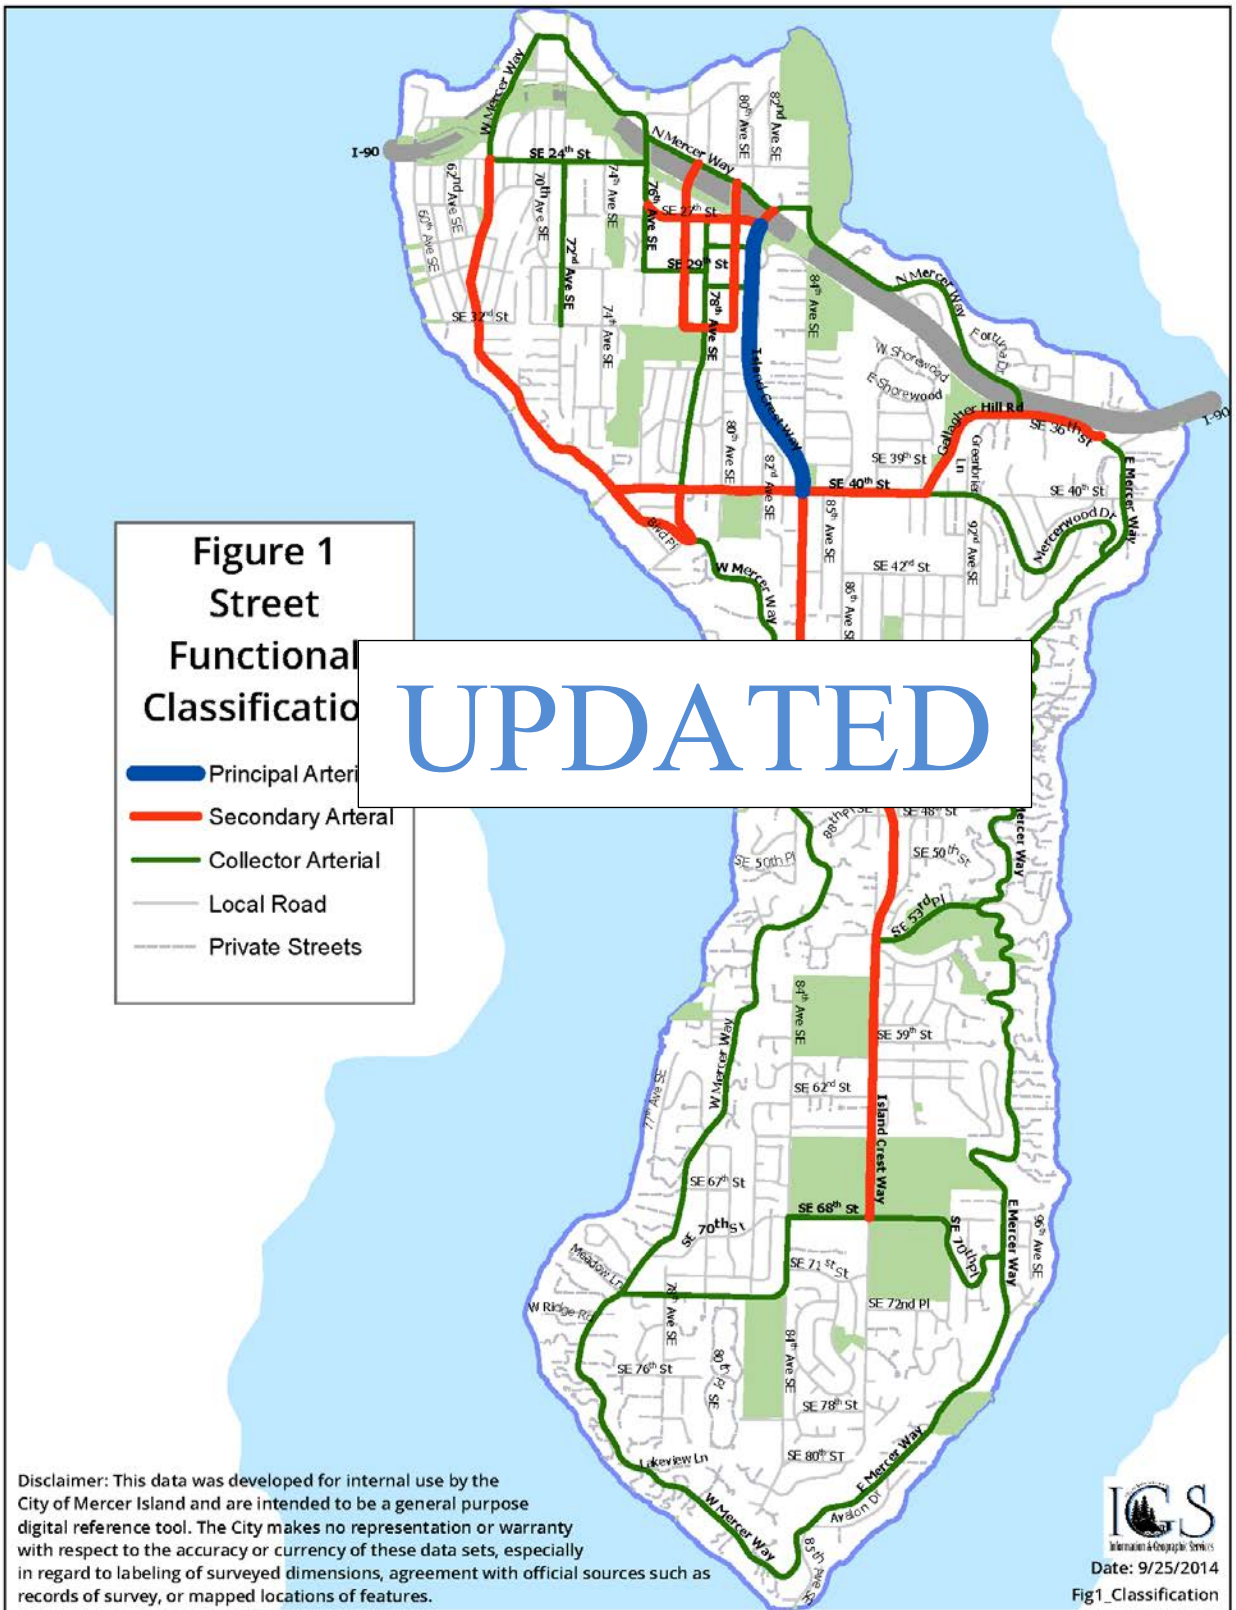 I-90
W Mercer Way
N Mercer Way
80th Ave SE
82nd Ave SE
SE 24th St
62nd Ave SE
60th Ave SE
70th Ave SE
74th Ave SE
76th Ave SE
72nd Ave SE
SE 27th St
SE 29th St
78th Ave SE
84th Ave SE
N Mercer Way
SE 32nd St
74th Ave SE
Island Crest Way
W Shorewood
E Shorewood
Fortuna Dr
Gallagher Hill Rd
SE 36th St
I-90
80th Ave SE
82nd Ave SE
SE 39th St
Greenbrier Ln
SE 40th St
SE 40th St
E Mercer Way
Mercerwood Dr
85th Ave SE
92nd Ave SE
Blvd Pl
W Mercer Way
SE 42nd St
86th Ave S
Figure 1
Street
Functional
Classificatio
Principal Arteri
Secondary Arteral
Collector Arterial
Local Road
Private Streets
UPDATED
88th Pl SE
SE 48th St
Mercer Way
SE 50th Pl
SE 50th St
SE 53rd Pl
84th Ave SE
SE 59th St
W Mercer Way
77th Ave SE
SE 62nd St
Island Crest Way
SE 67th St
SE 68th St
SE 70th St
SE 70th Pl
E Mercer Way
96th Ave SE
Meadow Ln
SE 71st St
W Ridge Rd
78th Ave SE
SE 72nd Pl
84th Ave SE
SE 76th St
80th Pl SE
SE 78th St
SE 80th ST
Lakeview Ln
E Mercer Way
W Mercer Way
Avalon Dr
85th Ave SE
Disclaimer: This data was developed for internal use by the
City of Mercer Island and are intended to be a general purpose
digital reference tool. The City makes no representation or warranty
with respect to the accuracy or currency of these data sets, especially
in regard to labeling of surveyed dimensions, agreement with official sources such as
records of survey, or mapped locations of features.
IGS
Information & Geographic Services
Date: 9/25/2014
Fig1_Classification